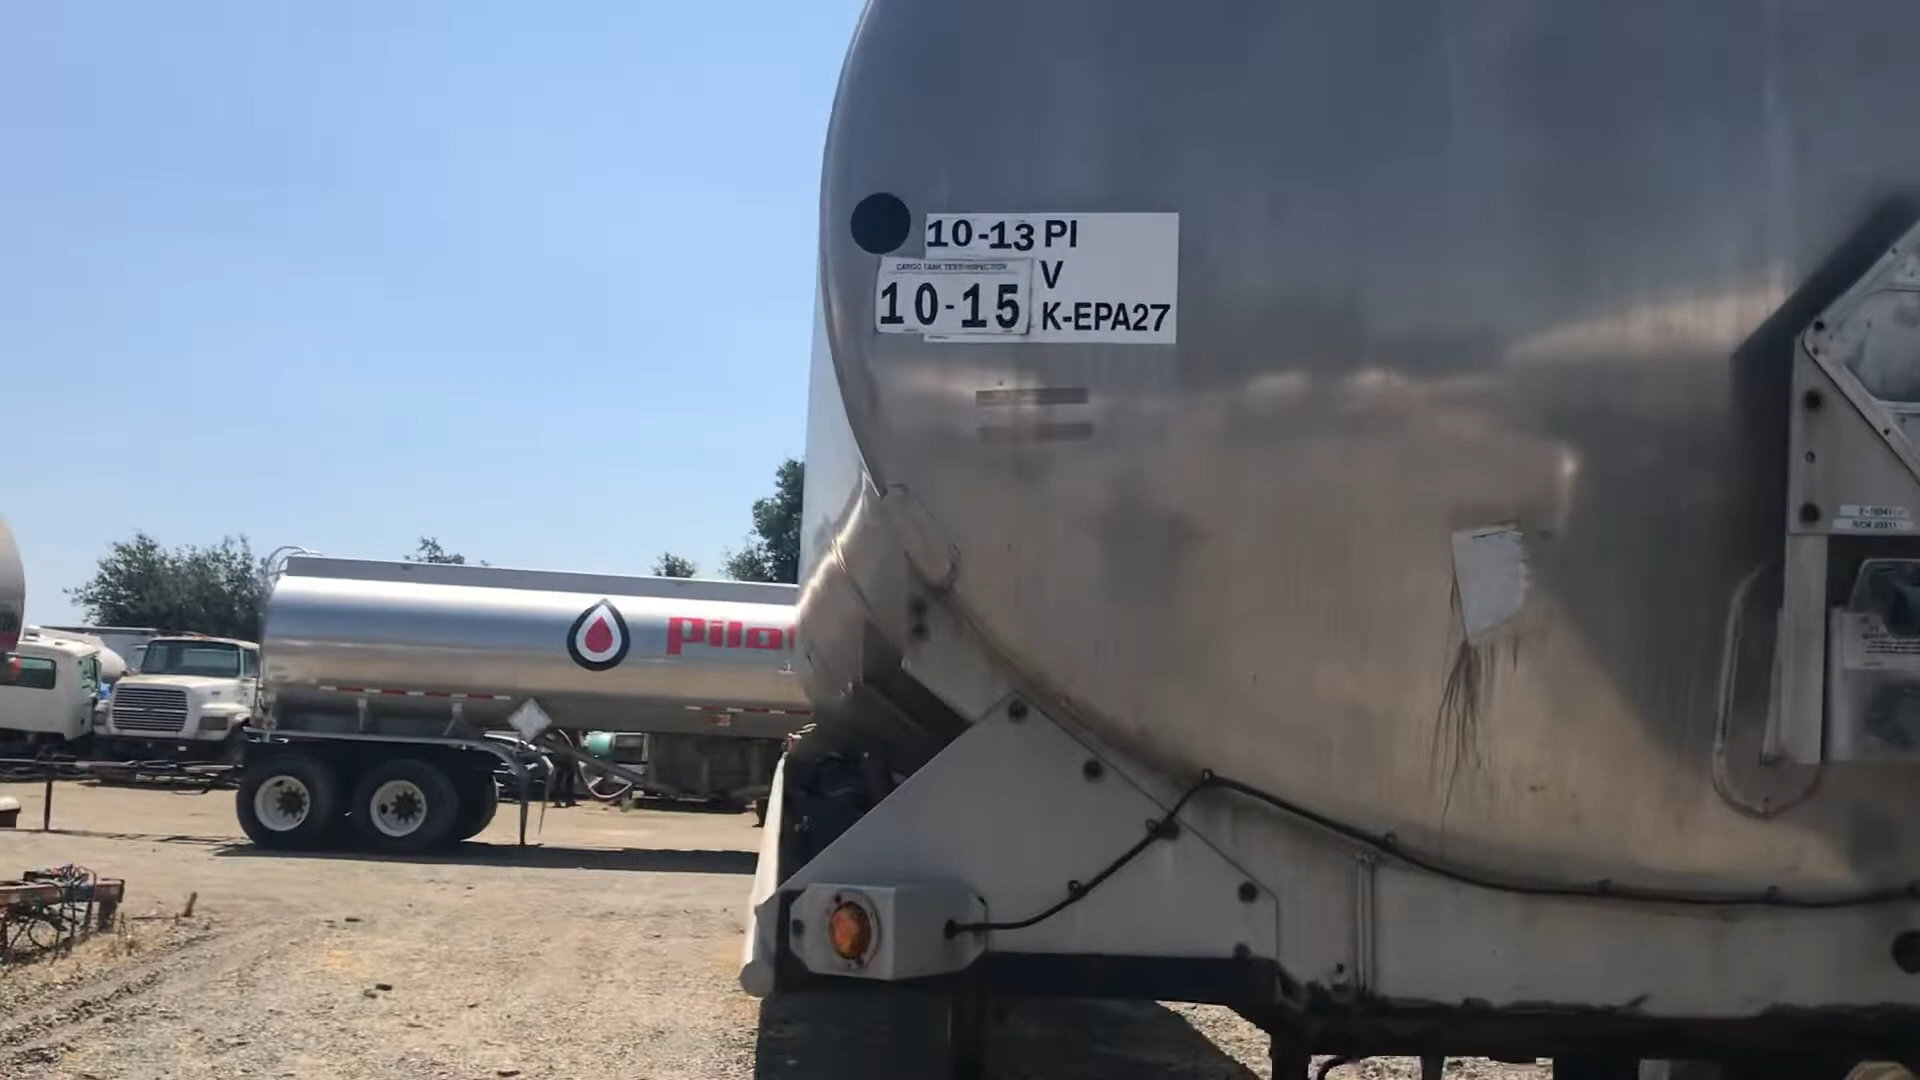 10-13 PI
CARGO TANK TEST INSPECTION
V
10-15 K-EPA27
Pilot